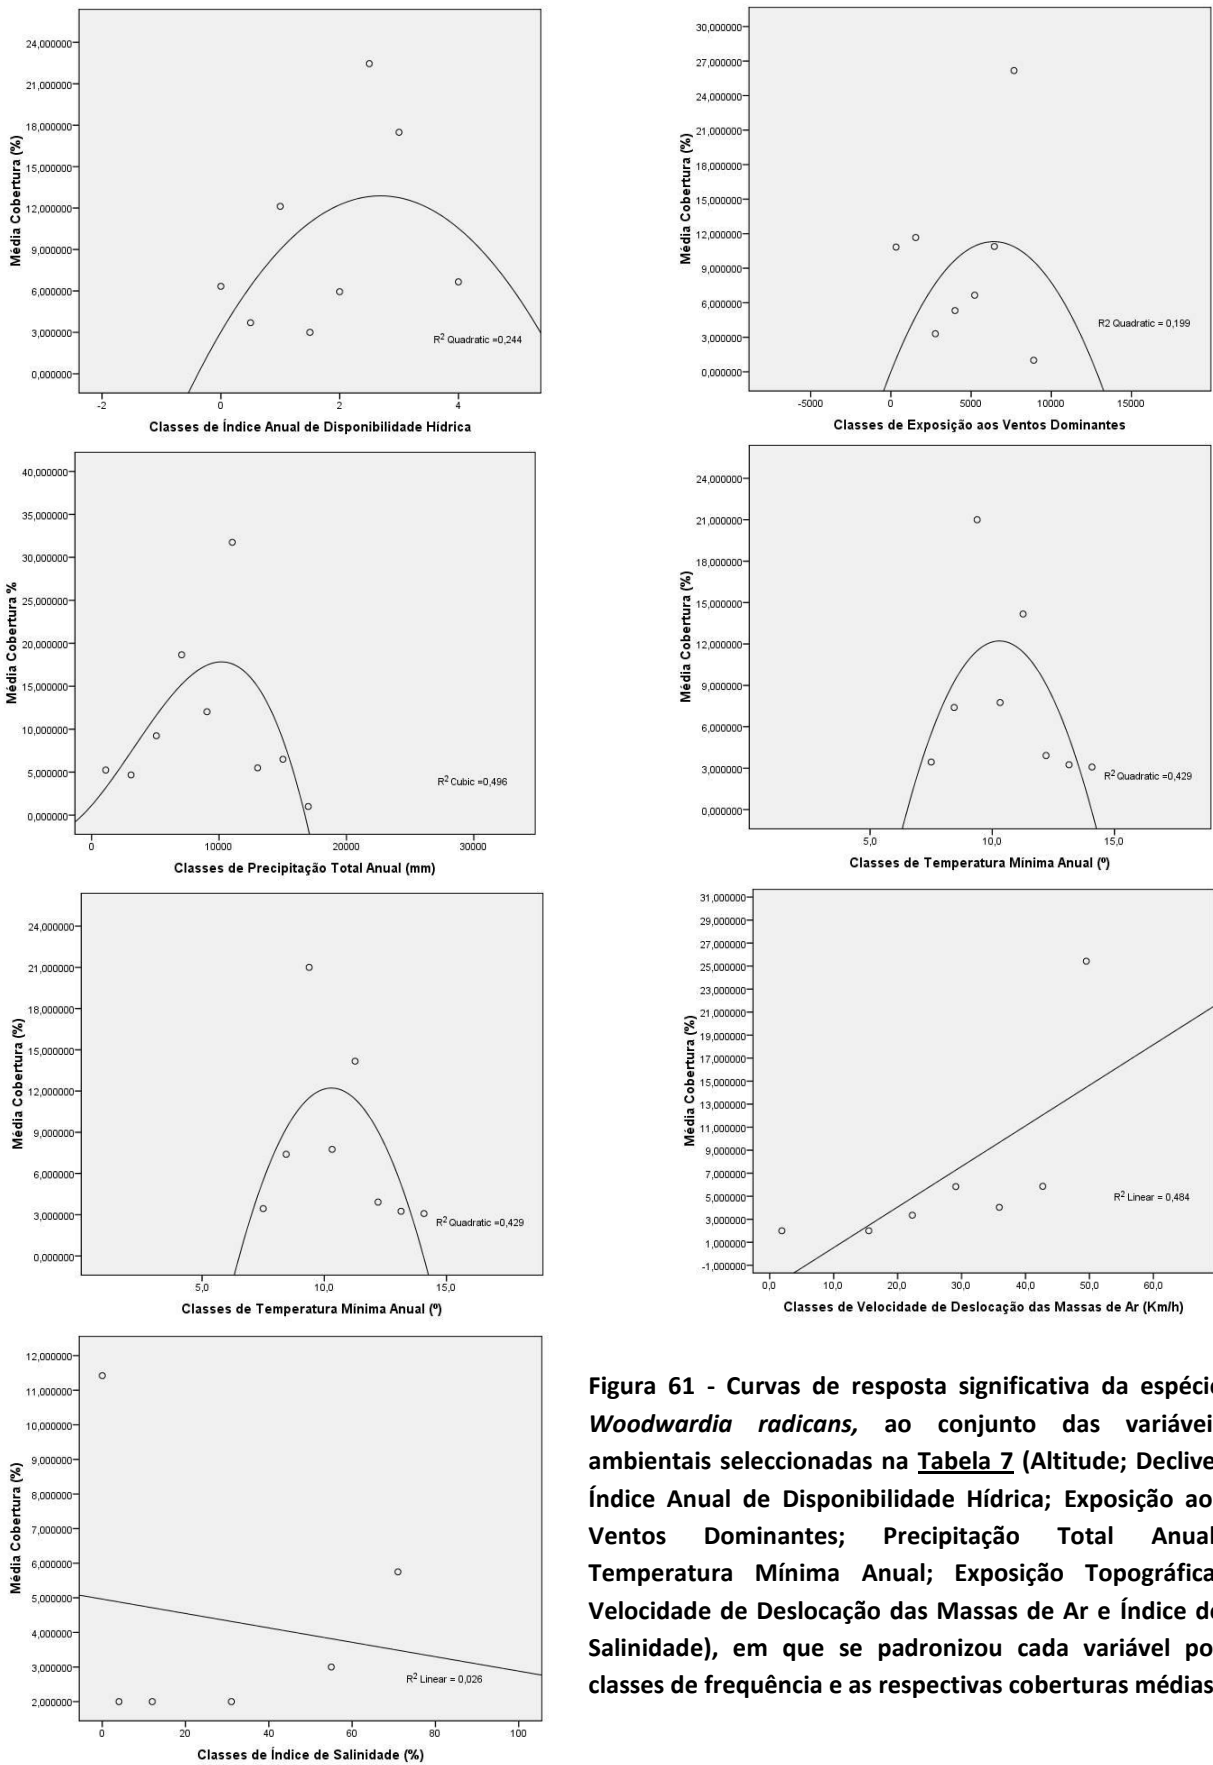 24,000000
21,000000
18,000000
15,000000
12,000000
9,000000
6,000000
3,000000
0,000000
Média Cobertura (%)
R² Quadratic =0,244
-2 0 2 4
Classes de Índice Anual de Disponibilidade Hídrica
30,000000
27,000000
24,000000
21,000000
18,000000
15,000000
12,000000
9,000000
6,000000
3,000000
0,000000
Média Cobertura (%)
R2 Quadratic = 0,199
-5000 0 5000 10000 15000
Classes de Exposição aos Ventos Dominantes
40,000000
35,000000
30,000000
25,000000
20,000000
15,000000
10,000000
5,000000
0,000000
Média Cobertura %
R² Cubic =0,496
0 10000 20000 30000
Classes de Precipitação Total Anual (mm)
24,000000
21,000000
18,000000
15,000000
12,000000
9,000000
6,000000
3,000000
0,000000
Média Cobertura (%)
R² Quadratic =0,429
5,0 10,0 15,0
Classes de Temperatura Mínima Anual (º)
24,000000
21,000000
18,000000
15,000000
12,000000
9,000000
6,000000
3,000000
0,000000
Média Cobertura (%)
R² Quadratic =0,429
5,0 10,0 15,0
Classes de Temperatura Mínima Anual (º)
31,000000
29,000000
27,000000
25,000000
23,000000
21,000000
19,000000
17,000000
15,000000
13,000000
11,000000
9,000000
7,000000
5,000000
3,000000
1,000000
-1,000000
Média Cobertura (%)
R² Linear = 0,484
0,0 10,0 20,0 30,0 40,0 50,0 60,0
Classes de Velocidade de Deslocação das Massas de Ar (Km/h)
12,000000
11,000000
10,000000
9,000000
8,000000
7,000000
6,000000
5,000000
4,000000
3,000000
2,000000
Média Cobertura (%)
R² Linear = 0,026
0 20 40 60 80 100
Classes de Índice de Salinidade (%)
Figura 61 - Curvas de resposta significativa da espécie
Woodwardia radicans, ao conjunto das variávei
ambientais seleccionadas na Tabela 7 (Altitude; Declive
Índice Anual de Disponibilidade Hídrica; Exposição ao
Ventos Dominantes; Precipitação Total Anual
Temperatura Mínima Anual; Exposição Topográfica
Velocidade de Deslocação das Massas de Ar e Índice de
Salinidade), em que se padronizou cada variável po
classes de frequência e as respectivas coberturas médias